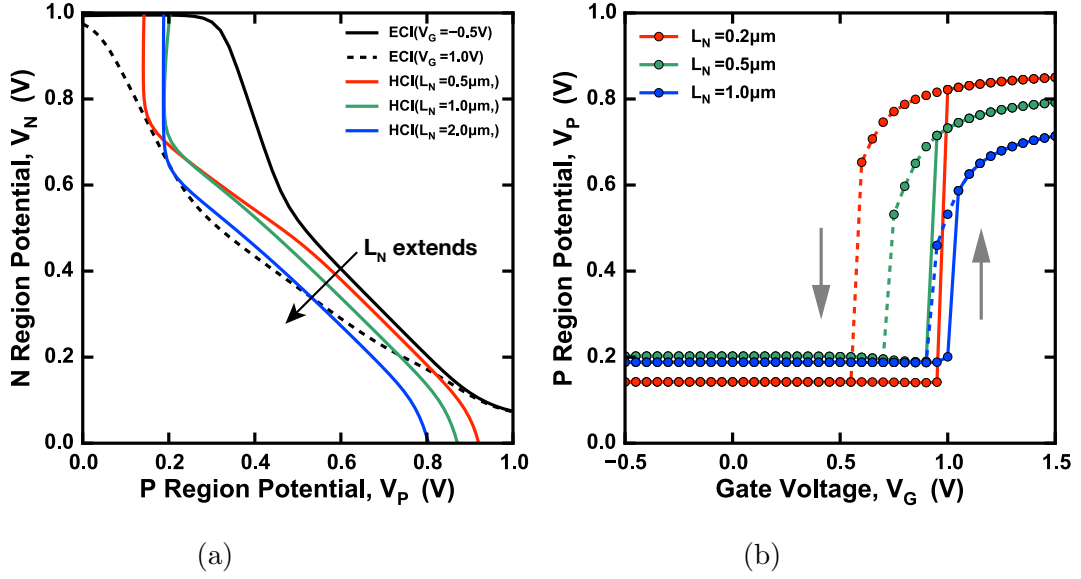 N Region Potential, V_N (V)
1.0
0.8
0.6
0.4
0.2
0.0
ECI(V_G =−0.5V)
ECI(V_G =1.0V)
HCI(L_N =0.5µm,)
HCI(L_N =1.0µm,)
HCI(L_N =2.0µm,)
L_N extends
0.0 0.2 0.4 0.6 0.8 1.0
P Region Potential, V_P (V)
(a)
P Region Potential, V_P (V)
1.0
0.8
0.6
0.4
0.2
0.0
L_N =0.2µm
L_N =0.5µm
L_N =1.0µm
−0.5 0.0 0.5 1.0 1.5
Gate Voltage, V_G (V)
(b)